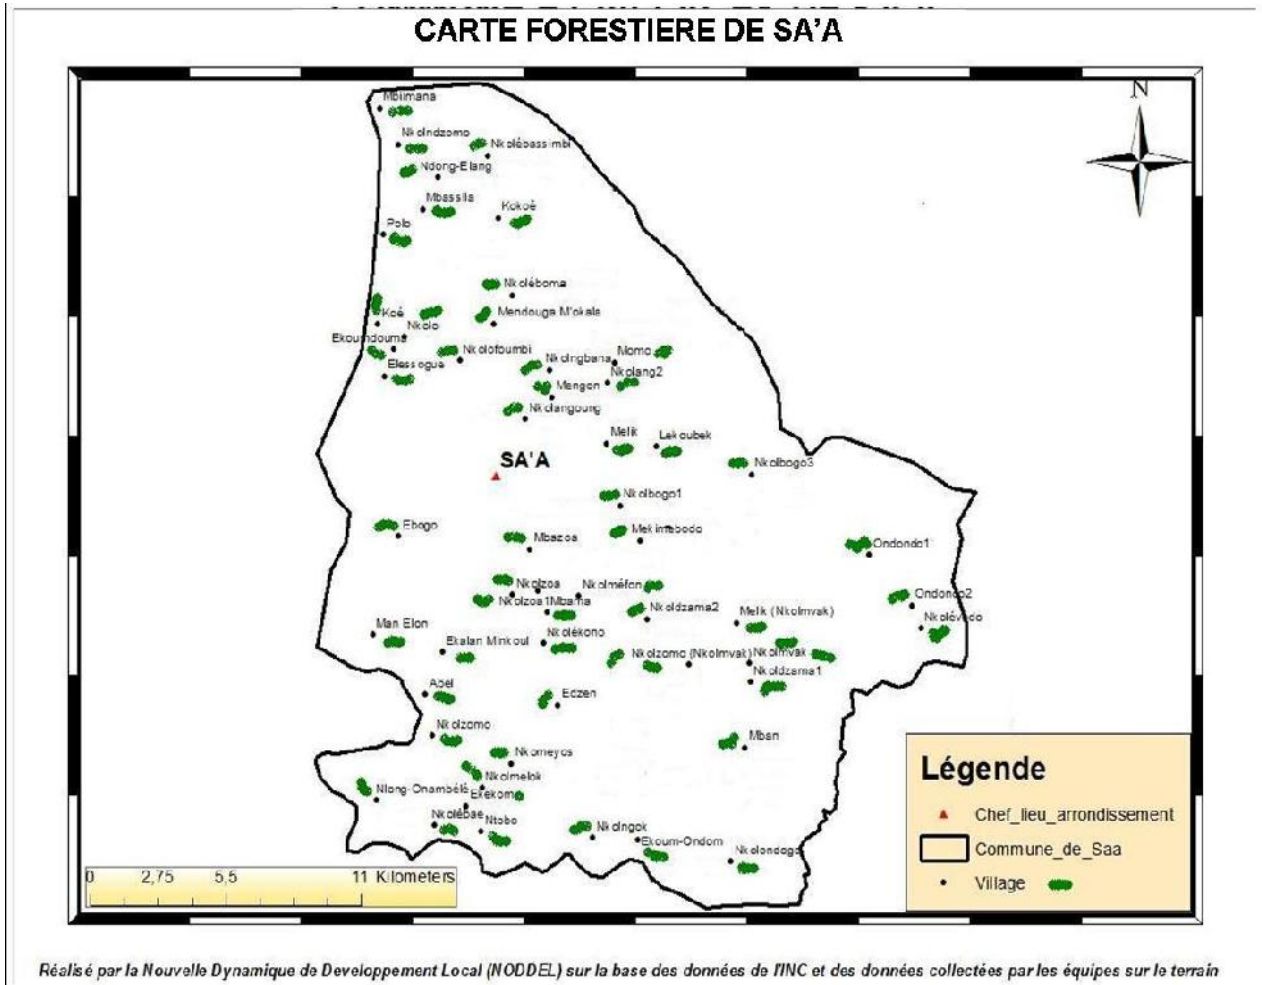 CARTE FORESTIERE DE SA'A
N
Mbiimana
Nkolndzomo
Nkolébassimbi
Ndong-Elang
Mbassila
Kokoé
Polo
Nkoléboma
Koé
Mendouga M'okala
Nkolo
Ekoumdouma
Nkolofoumbi
Momo
Nkolngbana
Elessogue
Nkolang2
Mengon
Nkolangoung
Melik
Lekoubek
SA'A
Nkolbogo3
Nkolbogo1
Ebogo
Mekimebodo
Mbazoa
Ondondo1
Nkolzoa
Nkolméfon
Ondondo2
Nkolzoa1
Mbama
Nkoldzama2
Melik (Nkolmvak)
Nkolévodo
Man Elon
Nkolékono
Ekalan Minkoul
Nkolzomo (Nkolmvak)
Nkolmvak
Nkoldzama1
Abel
Edzen
Nkolzomo
Mban
Nkomeyos
Nkolmelok
Nlong-Onambélé
Ekekom
Nkolébae
Ntobo
Nkolngok
Ekoum-Ondom
Nkolondogo
0 2,75 5,5 11 Kilometers
Légende
Chef_lieu_arrondissement
Commune_de_Saa
Village
Réalisé par la Nouvelle Dynamique de Developpement Local (NODDEL) sur la base des données de l'INC et des données collectées par les équipes sur le terrain